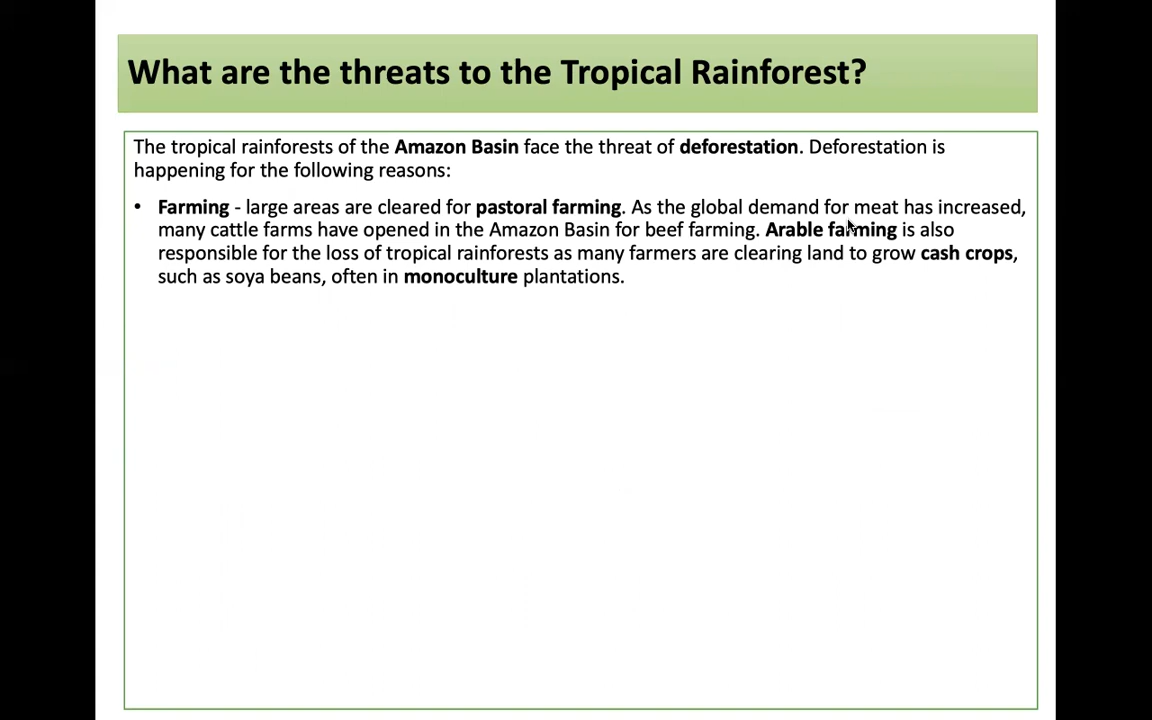 What are the threats to the Tropical Rainforest?
The tropical rainforests of the Amazon Basin face the threat of deforestation. Deforestation is
happening for the following reasons:
• Farming - large areas are cleared for pastoral farming. As the global demand for meat has increased,
many cattle farms have opened in the Amazon Basin for beef farming. Arable farming is also
responsible for the loss of tropical rainforests as many farmers are clearing land to grow cash crops,
such as soya beans, often in monoculture plantations.